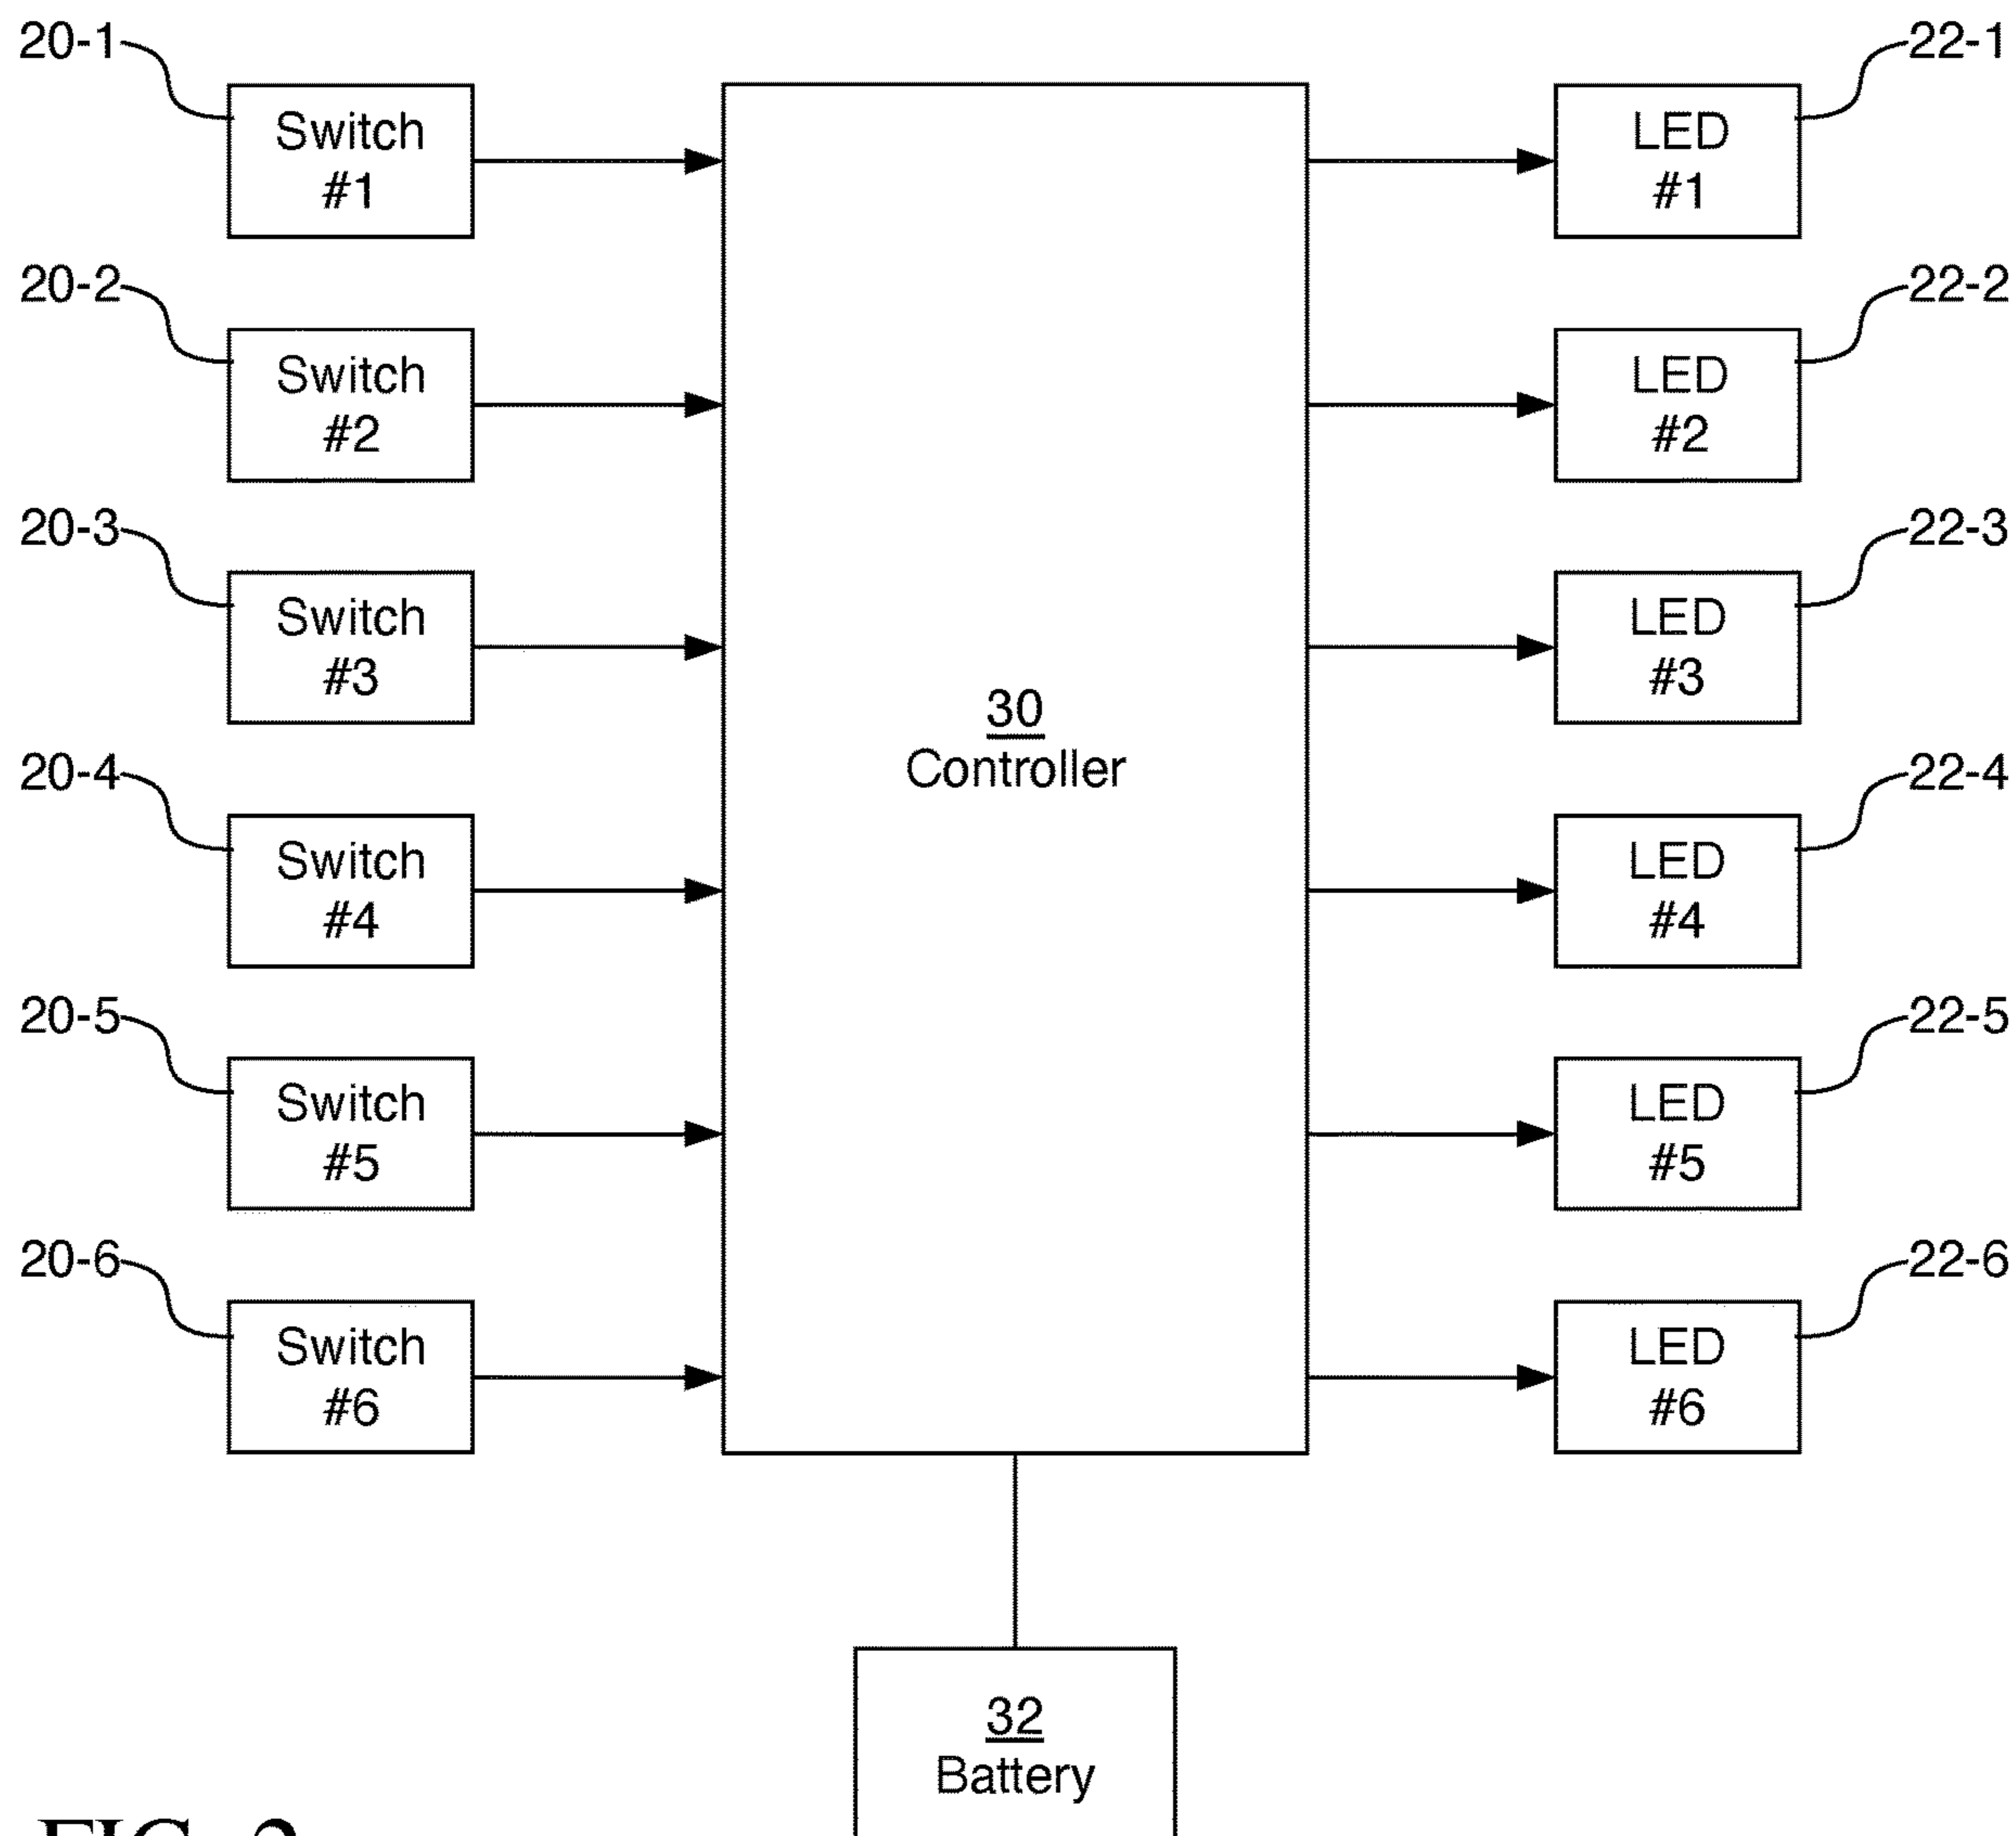 20-1
Switch
#1
22-1
LED
#1
20-2
Switch
#2
22-2
LED
#2
20-3
Switch
#3
22-3
LED
#3
30
Controller
20-4
Switch
#4
22-4
LED
#4
20-5
Switch
#5
22-5
LED
#5
20-6
Switch
#6
22-6
LED
#6
32
Battery
FIG. 2